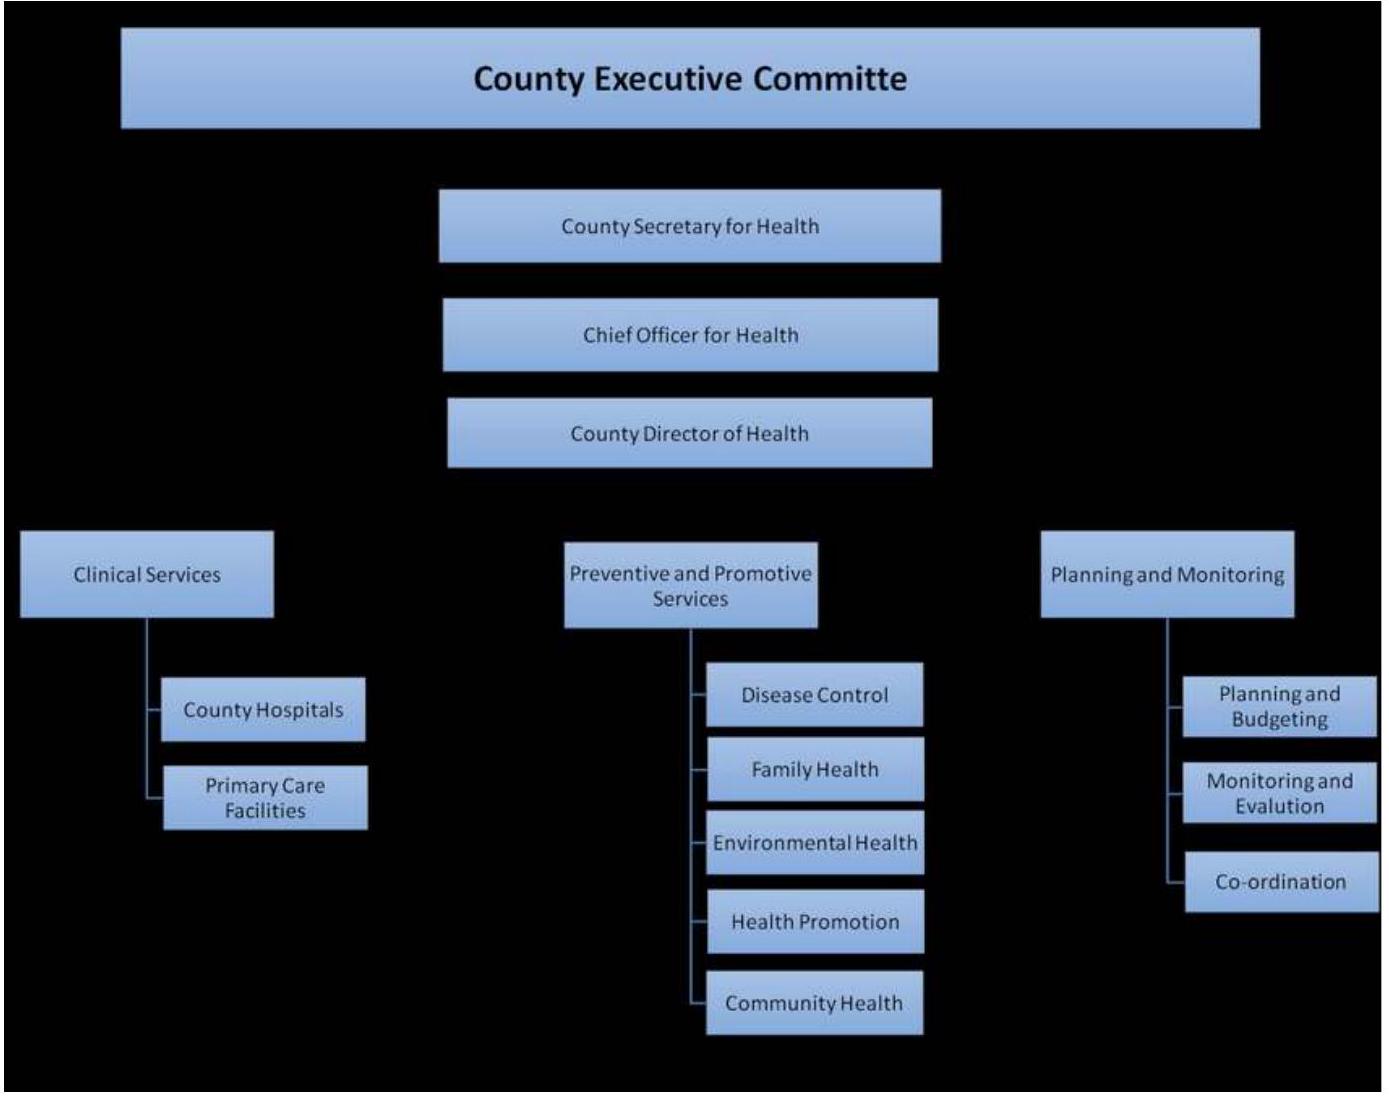 County Executive Committe
County Secretary for Health
Chief Officer for Health
County Director of Health
Clinical Services
County Hospitals
Primary Care
Facilities
Preventive and Promotive
Services
Disease Control
Family Health
Environmental Health
Health Promotion
Community Health
Planning and Monitoring
Planning and
Budgeting
Monitoring and
Evalution
Co-ordination